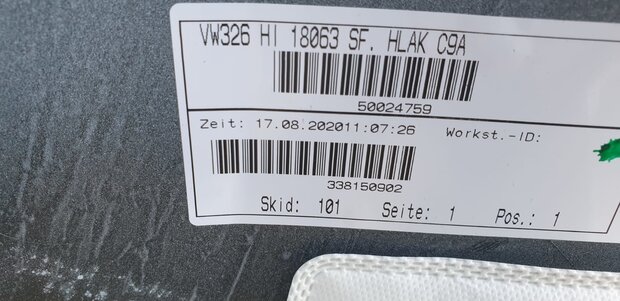 VW326 HI 18063 SF. HLAK C9A
50024759
Zeit: 17.08.202011:07:26 Workst.-ID:
338150902
Skid: 101 Seite: 1 Pos.: 1